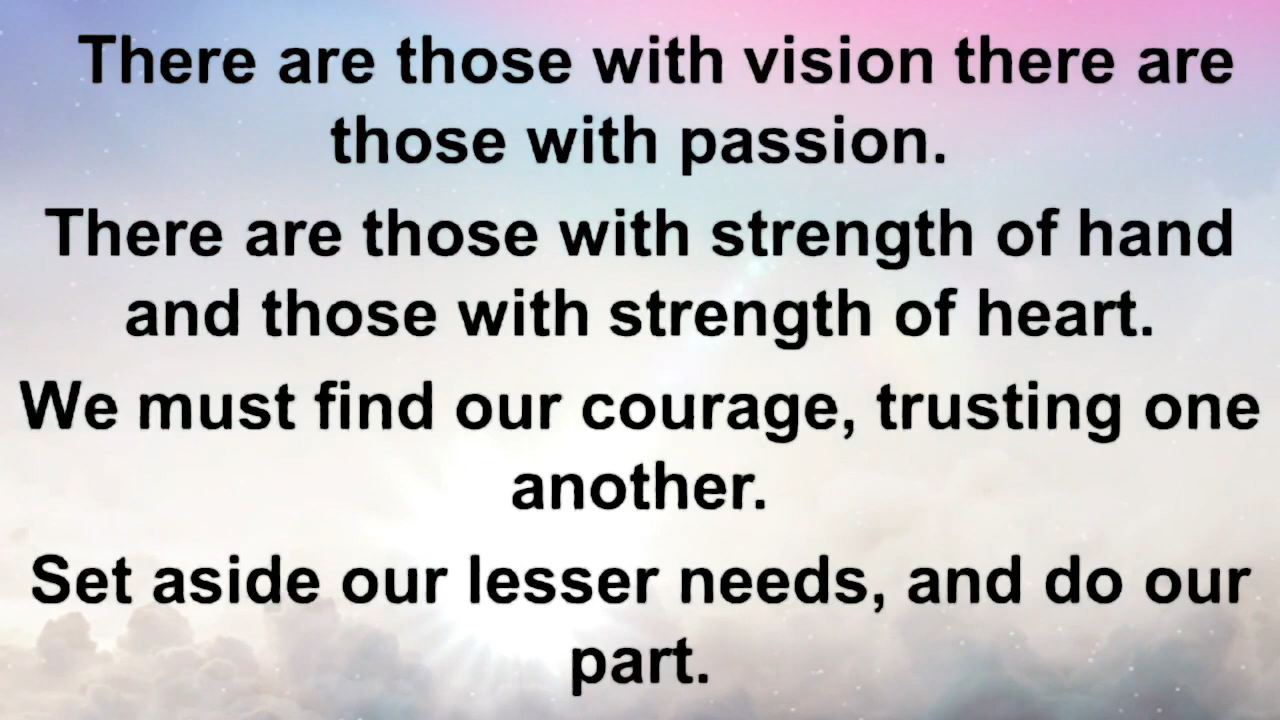 There are those with vision there are
those with passion.
There are those with strength of hand
and those with strength of heart.
We must find our courage, trusting one
another.
Set aside our lesser needs, and do our
part.